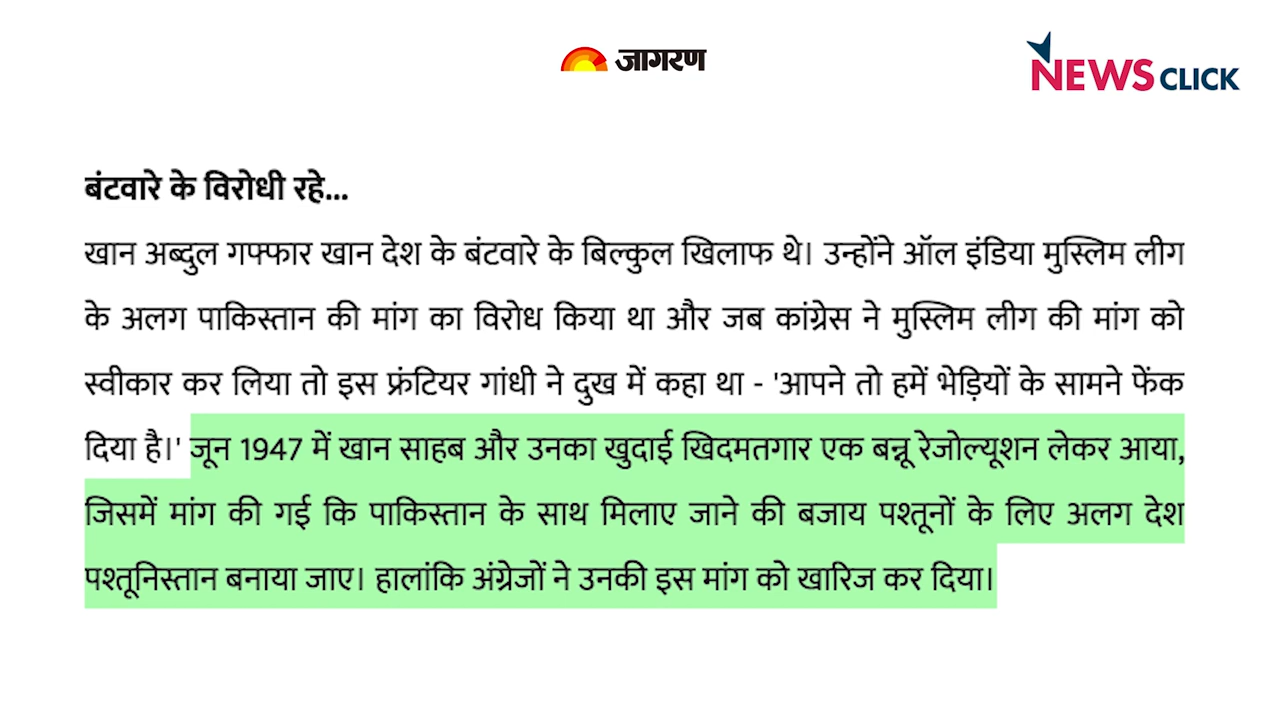 जागरण
NEWS CLICK
बंटवारे के विरोधी रहे...
खान अब्दुल गफ्फार खान देश के बंटवारे के बिल्कुल खिलाफ थे। उन्होंने ऑल इंडिया मुस्लिम लीग
के अलग पाकिस्तान की मांग का विरोध किया था और जब कांग्रेस ने मुस्लिम लीग की मांग को
स्वीकार कर लिया तो इस फ्रंटियर गांधी ने दुख में कहा था - 'आपने तो हमें भेड़ियों के सामने फेंक
दिया है।' जून 1947 में खान साहब और उनका खुदाई खिदमतगार एक बन्नू रेजोल्यूशन लेकर आया,
जिसमें मांग की गई कि पाकिस्तान के साथ मिलाए जाने की बजाय पश्तूनों के लिए अलग देश
पश्तूनिस्तान बनाया जाए। हालांकि अंग्रेजों ने उनकी इस मांग को खारिज कर दिया।